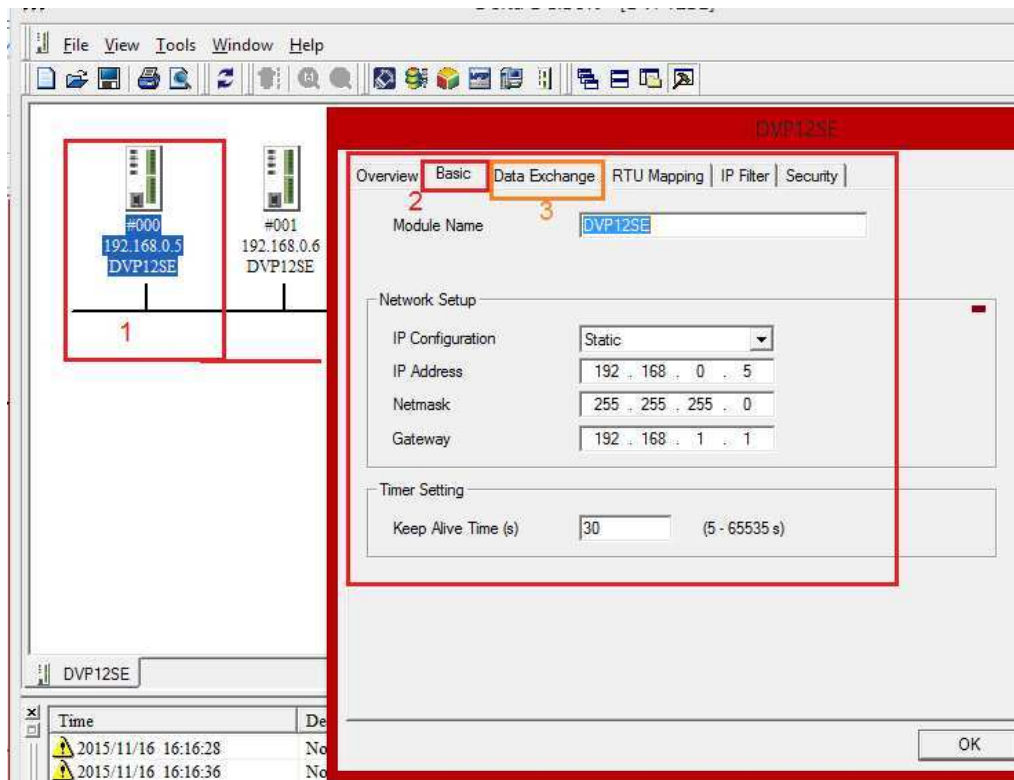 File View Tools Window Help
#000
192.168.0.5
DVP12SE
1
#001
192.168.0.6
DVP12SE
DVP12SE
Overview Basic Data Exchange RTU Mapping IP Filter Security
2
3
Module Name DVP12SE
Network Setup
IP Configuration Static
IP Address 192 . 168 . 0 . 5
Netmask 255 . 255 . 255 . 0
Gateway 192 . 168 . 1 . 1
Timer Setting
Keep Alive Time (s) 30 (5 - 65535 s)
OK
DVP12SE
Time De
2015/11/16 16:16:28 No
2015/11/16 16:16:36 No